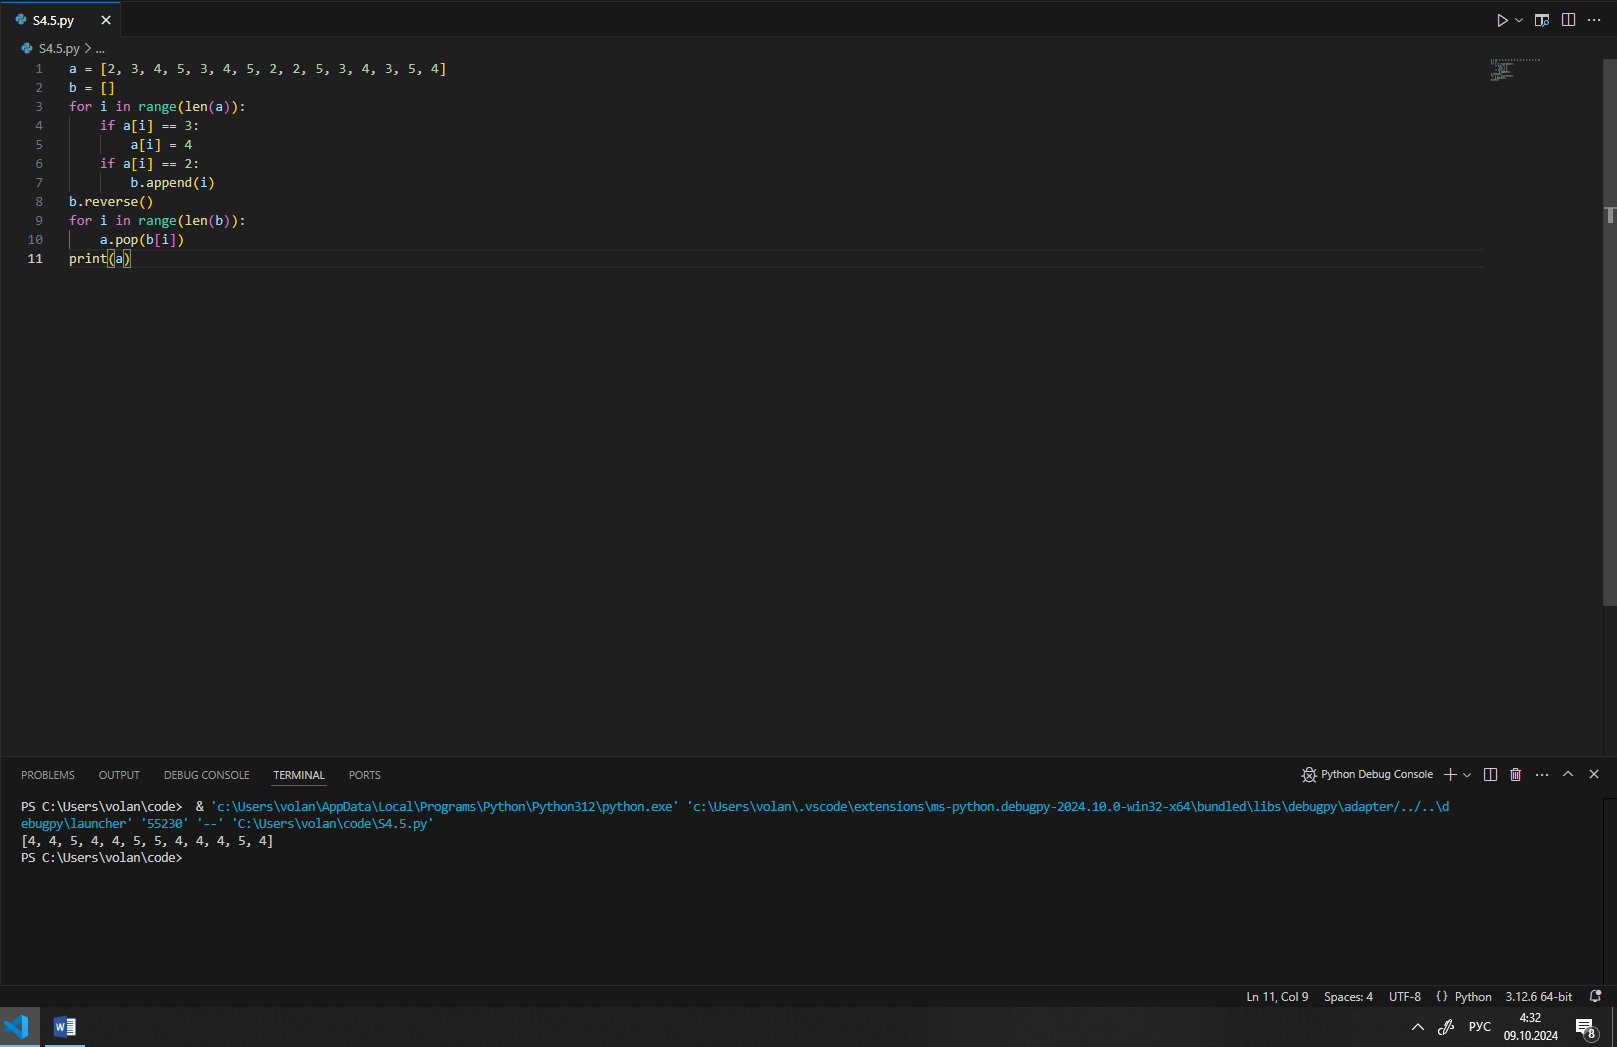 S4.5.py
S4.5.py > ...
1 a = [2, 3, 4, 5, 3, 4, 5, 2, 2, 5, 3, 4, 3, 5, 4]
2 b = []
3 for i in range(len(a)):
4     if a[i] == 3:
5         a[i] = 4
6     if a[i] == 2:
7         b.append(i)
8 b.reverse()
9 for i in range(len(b)):
10     a.pop(b[i])
11 print(a)
PROBLEMS OUTPUT DEBUG CONSOLE TERMINAL PORTS Python Debug Console
PS C:\Users\volan\code>  & 'c:\Users\volan\AppData\Local\Programs\Python\Python312\python.exe' 'c:\Users\volan\.vscode\extensions\ms-python.debugpy-2024.10.0-win32-x64\bundled\libs\debugpy\adapter/../..\d
ebugpy\launcher' '55230' '--' 'C:\Users\volan\code\S4.5.py'
[4, 4, 5, 4, 4, 5, 5, 4, 4, 4, 5, 4]
PS C:\Users\volan\code>
Ln 11, Col 9 Spaces: 4 UTF-8 {} Python 3.12.6 64-bit
РУС
4:32
09.10.2024
8